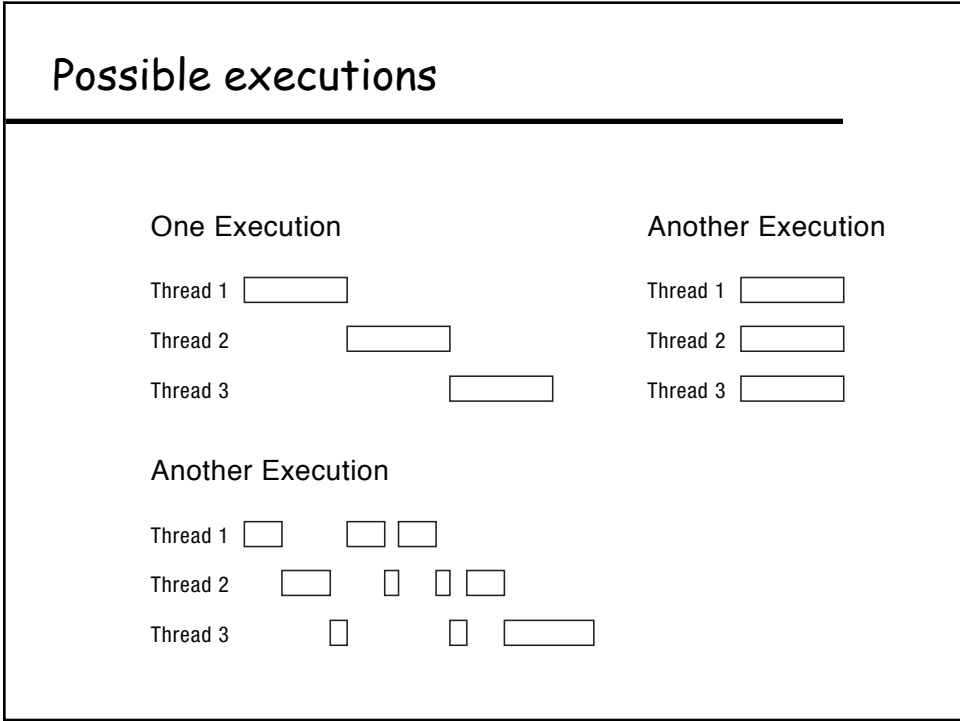 Possible executions
One Execution
Thread 1
Thread 2
Thread 3
Another Execution
Thread 1
Thread 2
Thread 3
Another Execution
Thread 1
Thread 2
Thread 3